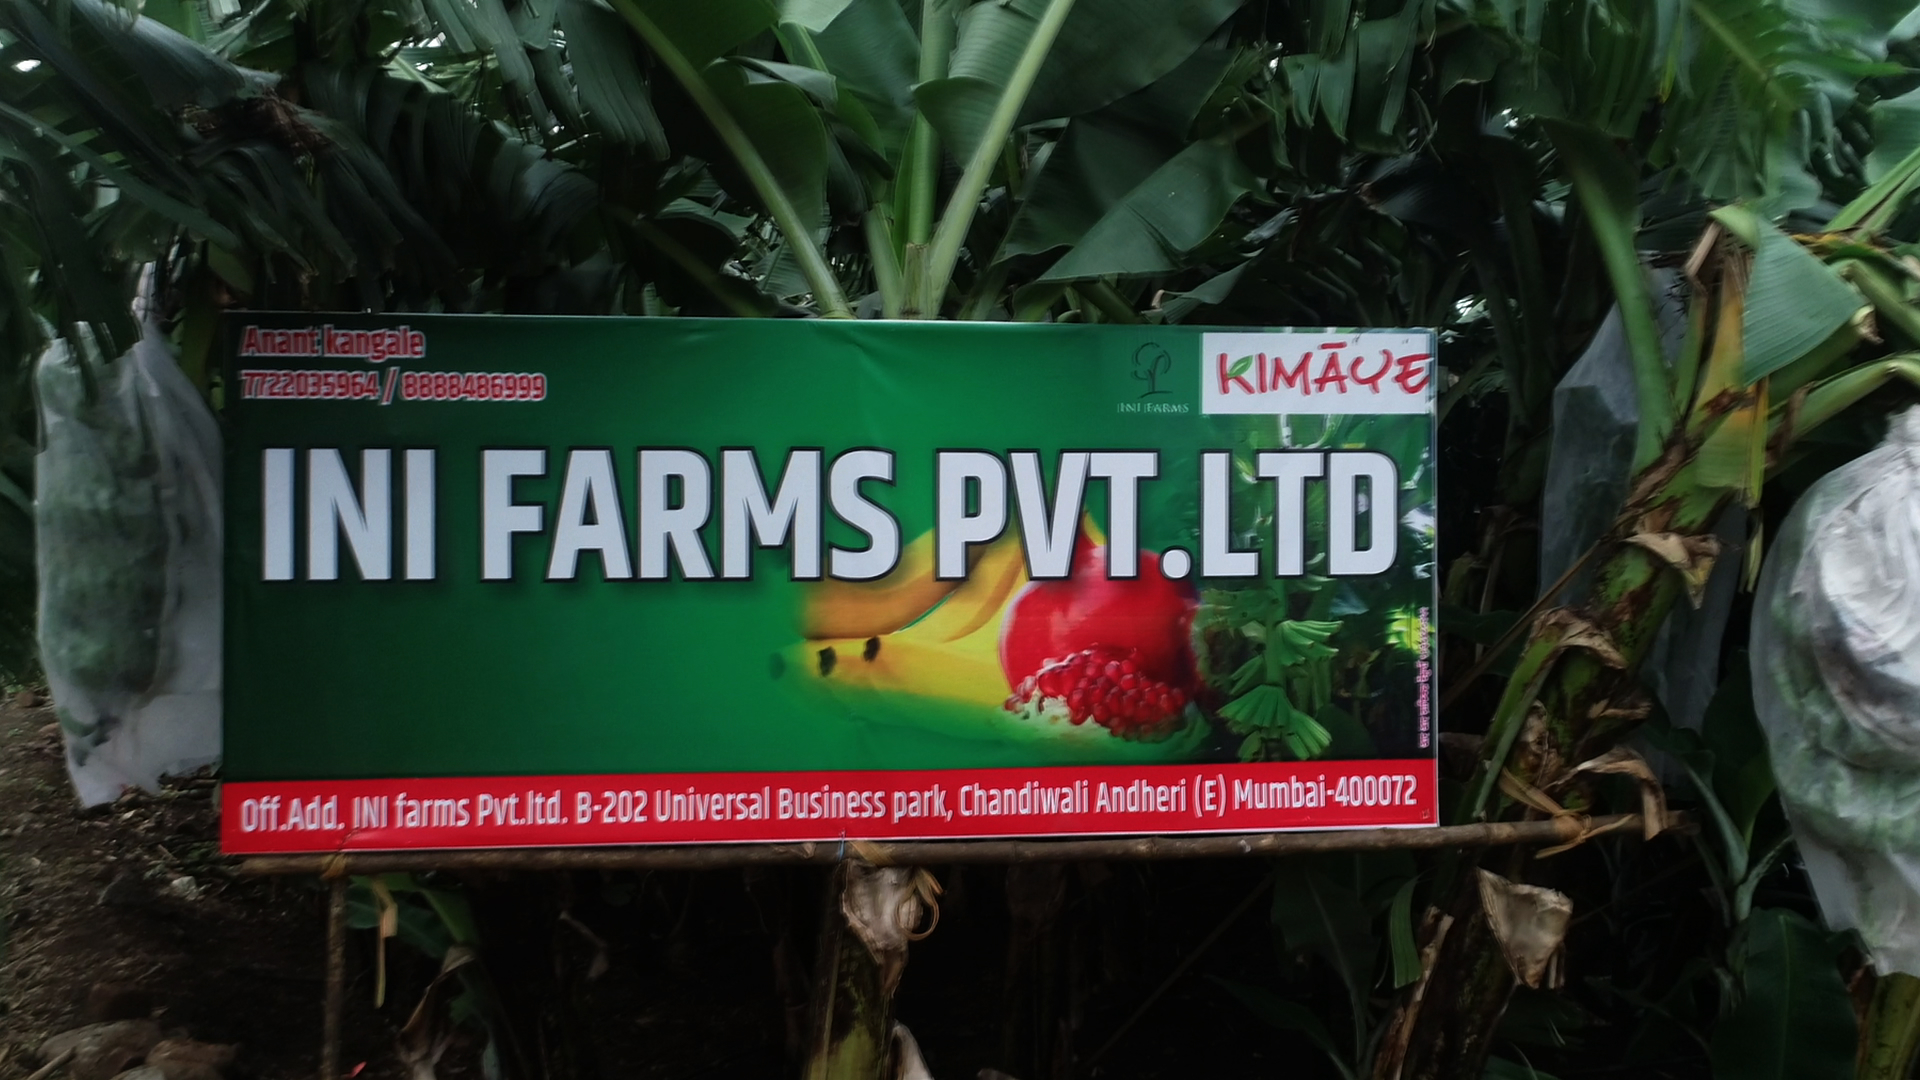 Anant kangale
7722035964 / 8888486999
INI FARMS
KIMĀYE
INI FARMS PVT.LTD
Off.Add. INI farms Pvt.ltd. B-202 Universal Business park, Chandiwali Andheri (E) Mumbai-400072